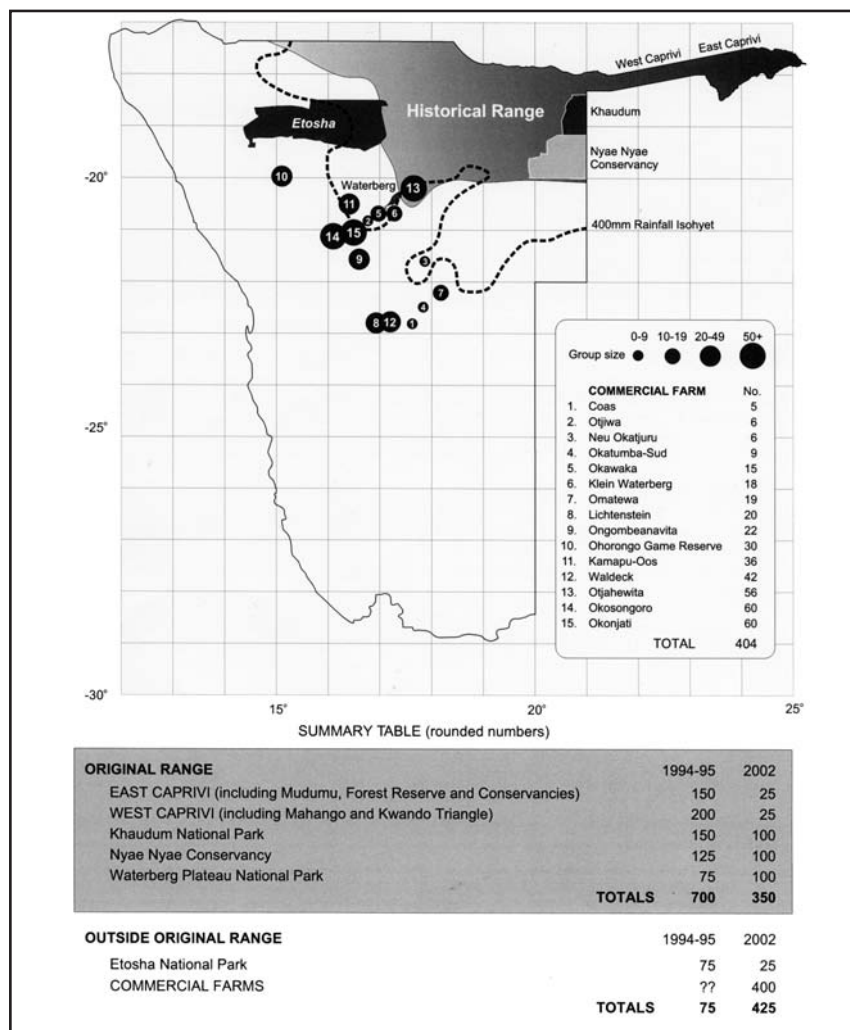 West Caprivi
East Caprivi
Historical Range
Khaudum
Etosha
Nyae Nyae
Conservancy
-20°
10
Waterberg
13
11
5
6
2
400mm Rainfall Isohyet
14
15
9
3
7
4
8
12
1
0-9 10-19 20-49 50+
Group size
COMMERCIAL FARM No.
1. Coas 5
2. Otjiwa 6
3. Neu Okatjuru 6
4. Okatumba-Sud 9
5. Okawaka 15
6. Klein Waterberg 18
7. Omatewa 19
8. Lichtenstein 20
9. Ongombeanavita 22
10. Ohorongo Game Reserve 30
11. Kamapu-Oos 36
12. Waldeck 42
13. Otjahewita 56
14. Okosongoro 60
15. Okonjati 60
TOTAL 404
-25°
-30°
15° 20° 25°
SUMMARY TABLE (rounded numbers)
ORIGINAL RANGE 1994-95 2002
EAST CAPRIVI (including Mudumu, Forest Reserve and Conservancies) 150 25
WEST CAPRIVI (including Mahango and Kwando Triangle) 200 25
Khaudum National Park 150 100
Nyae Nyae Conservancy 125 100
Waterberg Plateau National Park 75 100
TOTALS 700 350
OUTSIDE ORIGINAL RANGE 1994-95 2002
Etosha National Park 75 25
COMMERCIAL FARMS ?? 400
TOTALS 75 425